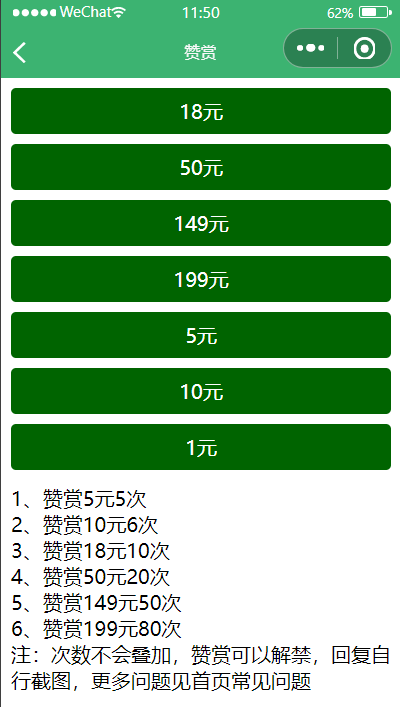 WeChat 11:50 62%
赞赏
18元
50元
149元
199元
5元
10元
1元
1、赞赏5元5次
2、赞赏10元6次
3、赞赏18元10次
4、赞赏50元20次
5、赞赏149元50次
6、赞赏199元80次
注：次数不会叠加，赞赏可以解禁，回复自
行截图，更多问题见首页常见问题